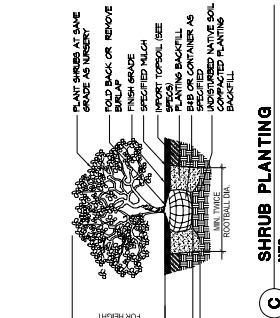 PLANT SHRUBS AT SAME
GRADE AS NURSERY
FOLD BACK OR REMOVE
BURLAP
FINISH GRADE
SPECIFIED MULCH
IMPORT TOPSOIL (SEE
SPECS)
PLANTING BACKFILL
B&B OR CONTAINER AS
SPECIFIED
UNDISTURBED NATIVE SOIL
COMPACTED PLANTING
BACKFILL
FOR HEIGHT
MIN. TWICE
ROOTBALL DIA.
C
SHRUB PLANTING